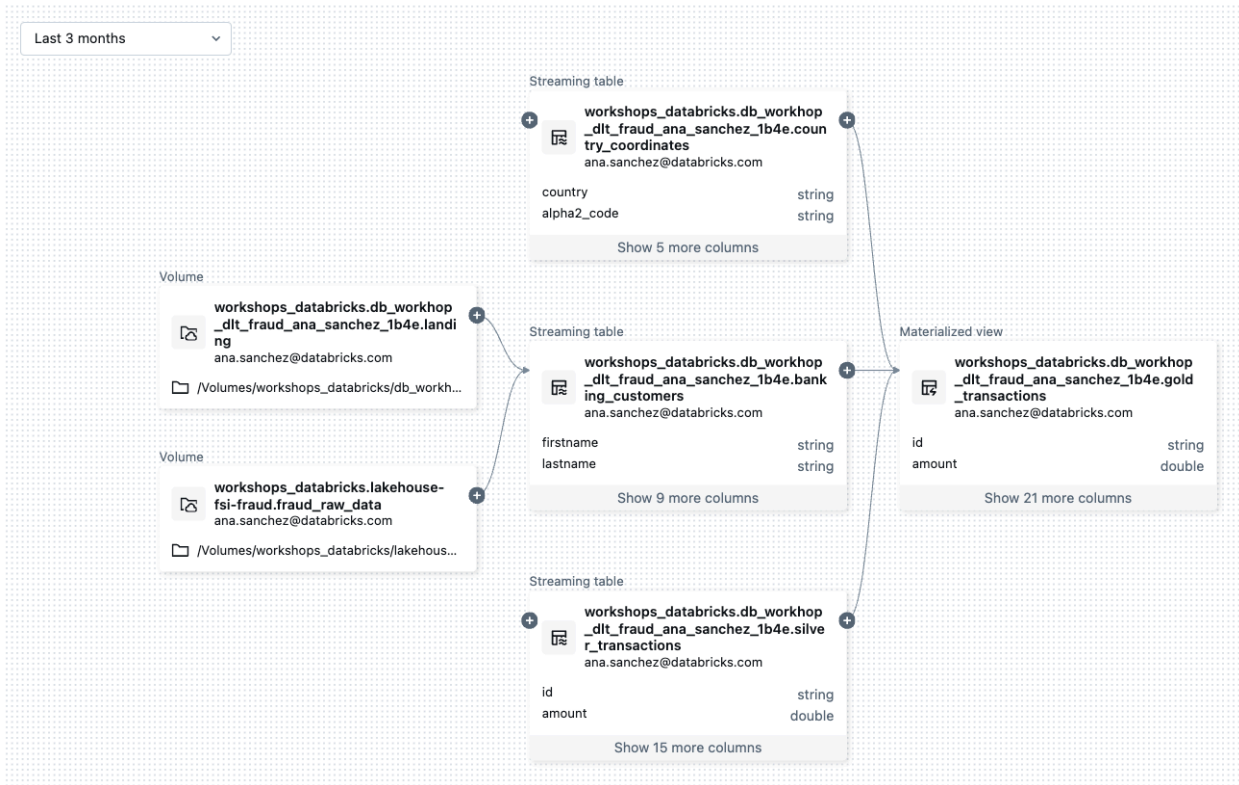 Last 3 months
Streaming table
workshops_databricks.db_workhop
_dlt_fraud_ana_sanchez_1b4e.coun
try_coordinates
ana.sanchez@databricks.com
country string
alpha2_code string
Show 5 more columns
Volume
workshops_databricks.db_workhop
_dlt_fraud_ana_sanchez_1b4e.landi
ng
ana.sanchez@databricks.com
/Volumes/workshops_databricks/db_workh...
Volume
workshops_databricks.lakehouse-
fsi-fraud.fraud_raw_data
ana.sanchez@databricks.com
/Volumes/workshops_databricks/lakehous...
Streaming table
workshops_databricks.db_workhop
_dlt_fraud_ana_sanchez_1b4e.bank
ing_customers
ana.sanchez@databricks.com
firstname string
lastname string
Show 9 more columns
Streaming table
workshops_databricks.db_workhop
_dlt_fraud_ana_sanchez_1b4e.silve
r_transactions
ana.sanchez@databricks.com
id string
amount double
Show 15 more columns
Materialized view
workshops_databricks.db_workhop
_dlt_fraud_ana_sanchez_1b4e.gold
_transactions
ana.sanchez@databricks.com
id string
amount double
Show 21 more columns